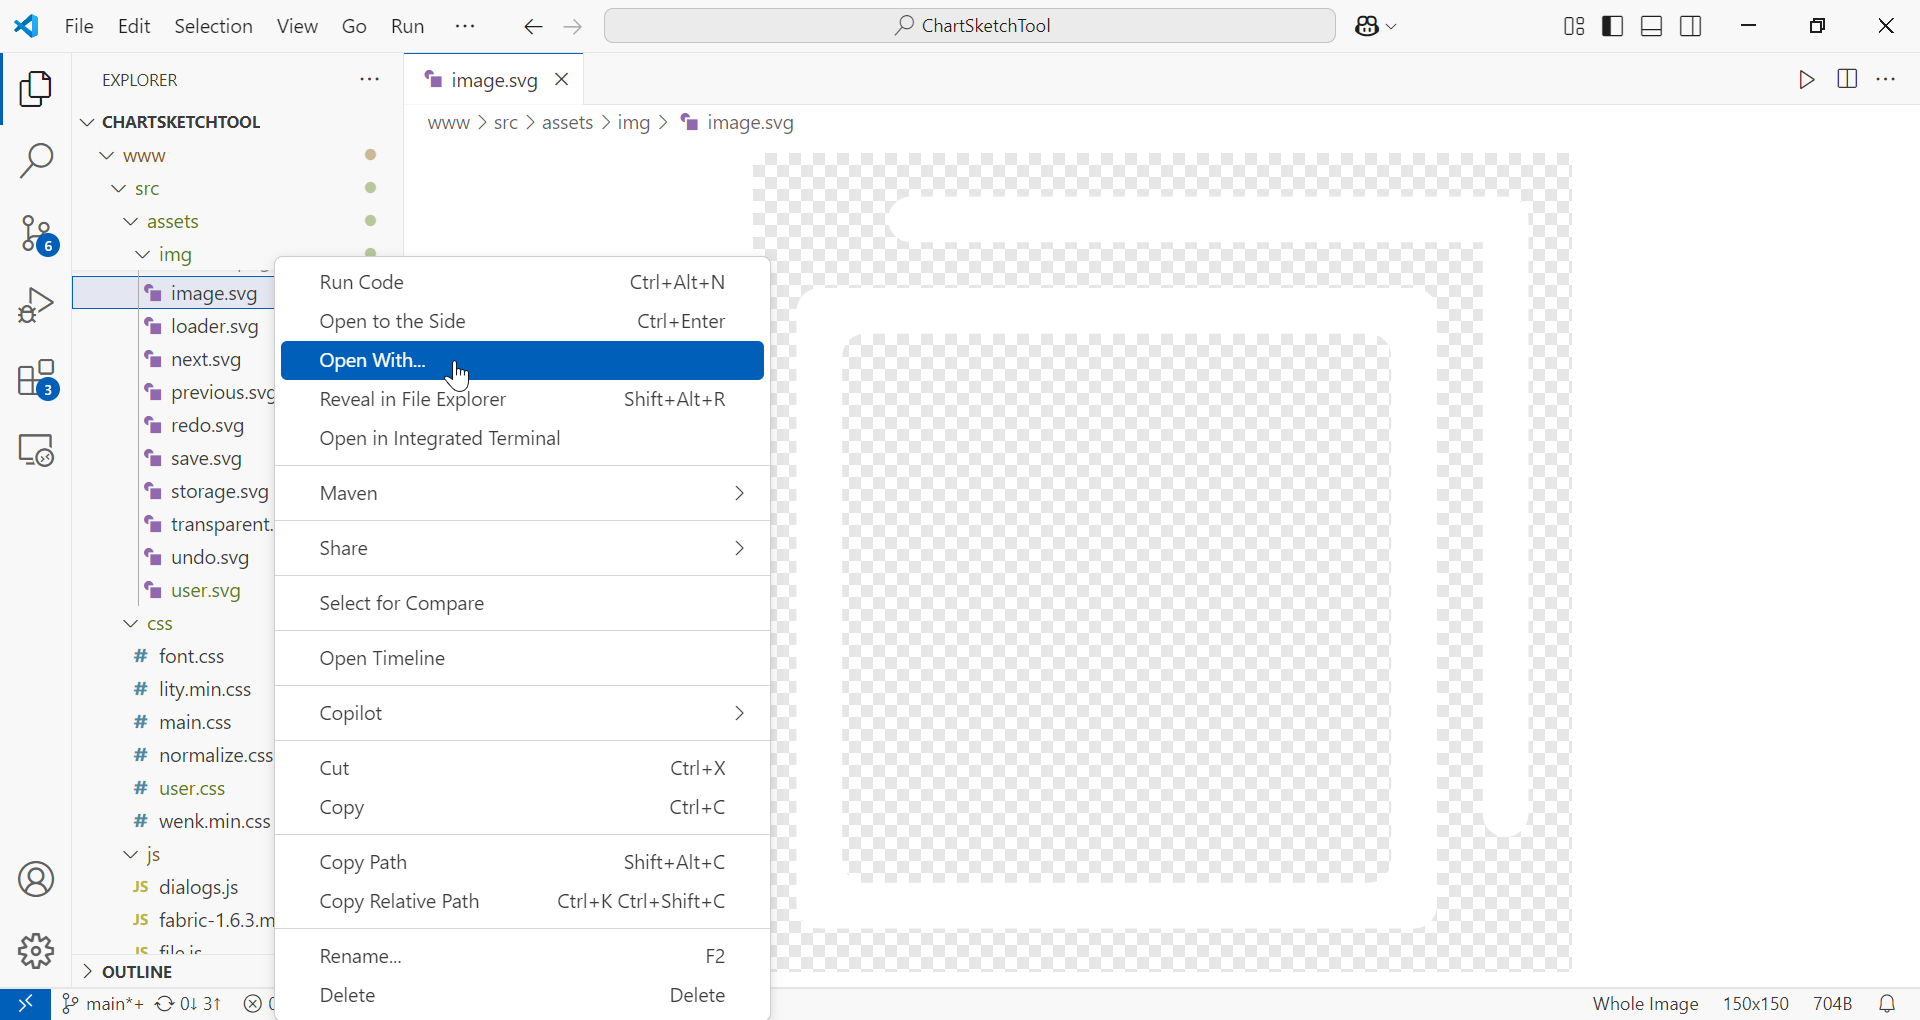 File Edit Selection View Go Run ··· ChartSketchTool
EXPLORER ···
image.svg
CHARTSKETCHTOOL
www > src > assets > img > image.svg
www
src
assets
img
image.svg
loader.svg
next.svg
previous.svg
redo.svg
save.svg
storage.svg
transparent.
undo.svg
user.svg
css
# font.css
# lity.min.css
# main.css
# normalize.css
# user.css
# wenk.min.css
js
JS dialogs.js
JS fabric-1.6.3.m
JS file.js
OUTLINE
6
3
Run Code Ctrl+Alt+N
Open to the Side Ctrl+Enter
Open With...
Reveal in File Explorer Shift+Alt+R
Open in Integrated Terminal
Maven
Share
Select for Compare
Open Timeline
Copilot
Cut Ctrl+X
Copy Ctrl+C
Copy Path Shift+Alt+C
Copy Relative Path Ctrl+K Ctrl+Shift+C
Rename... F2
Delete Delete
main*+ 0↓ 3↑ 0
Whole Image 150x150 704B